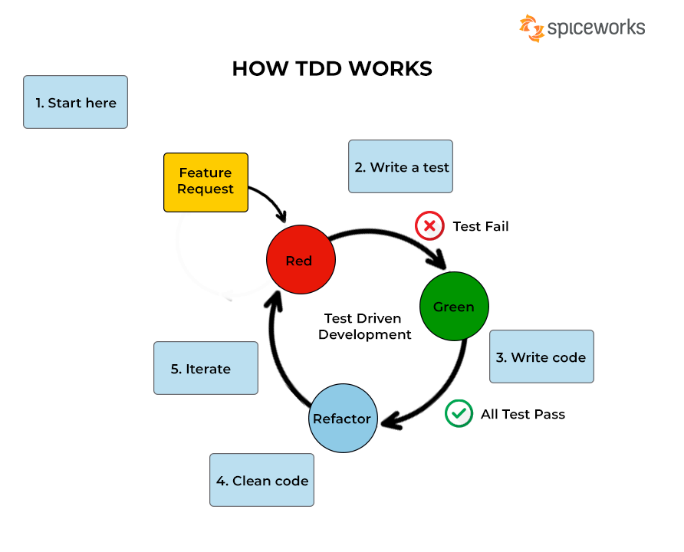 spiceworks
HOW TDD WORKS
1. Start here
Feature
Request
2. Write a test
Test Fail
Red
Green
Test Driven
Development
3. Write code
5. Iterate
Refactor
All Test Pass
4. Clean code